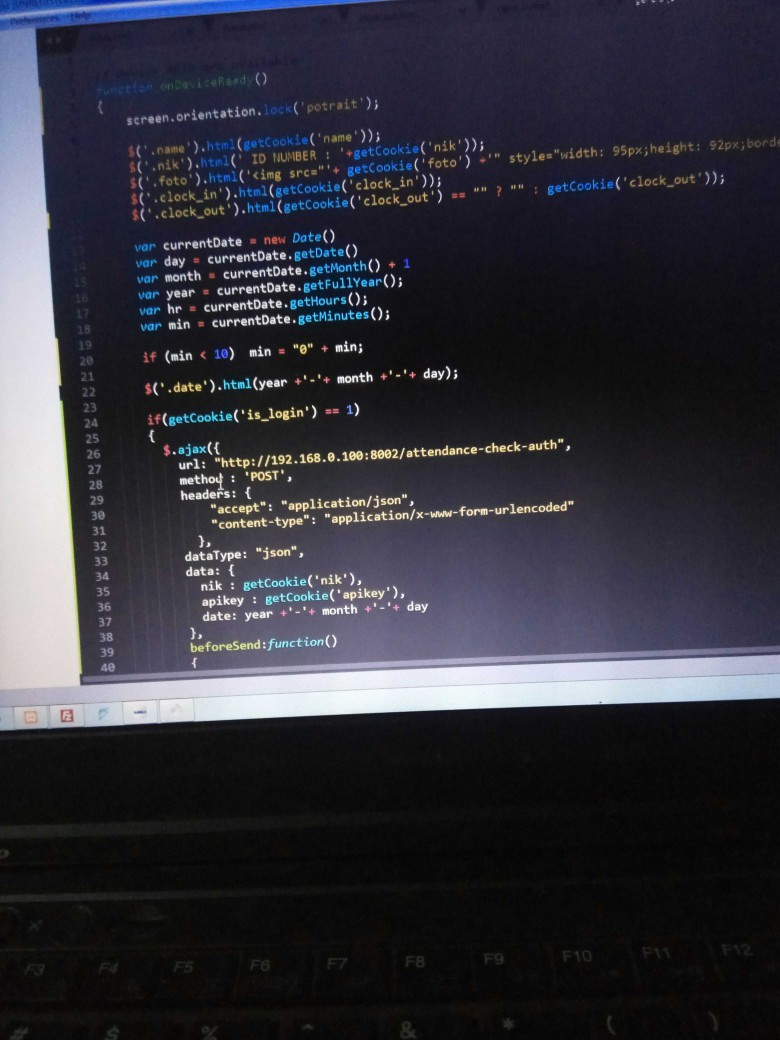 Preferences Help
function onDeviceReady()
{
screen.orientation.lock('potrait');
$('.name').html(getCookie('name'));
$('.nik').html(' ID NUMBER : '+getCookie('nik'));
$('.foto').html('<img src="'+ getCookie('foto') +'" style="width: 95px;height: 92px;borde
$('.clock_in').html(getCookie('clock_in'));
$('.clock_out').html(getCookie('clock_out') == "" ? "" : getCookie('clock_out'));
var currentDate = new Date()
14 var day = currentDate.getDate()
15 var month = currentDate.getMonth() + 1
16 var year = currentDate.getFullYear();
17 var hr = currentDate.getHours();
18 var min = currentDate.getMinutes();
19
20 if (min < 10) min = "0" + min;
21
22 $('.date').html(year +'-'+ month +'-'+ day);
23
24 if(getCookie('is_login') == 1)
25 {
26 $.ajax({
27 url: "http://192.168.0.100:8002/attendance-check-auth",
28 method : 'POST',
29 headers: {
30 "accept": "application/json",
31 "content-type": "application/x-www-form-urlencoded"
32 },
33 dataType: "json",
34 data: {
35 nik : getCookie('nik'),
36 apikey : getCookie('apikey'),
37 date: year +'-'+ month +'-'+ day
38 },
39 beforeSend:function()
40 {
F3 F4 F5 F6 F7 F8 F9 F10 F11 F12
# $ % ^ & * ( )